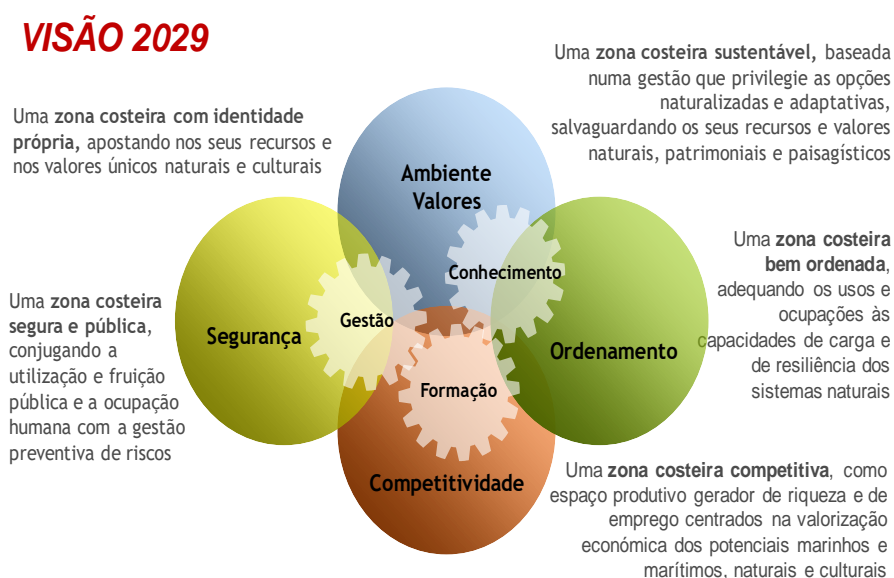 VISÃO 2029
Uma zona costeira com identidade
própria, apostando nos seus recursos e
nos valores únicos naturais e culturais
Uma zona costeira sustentável, baseada
numa gestão que privilegie as opções
naturalizadas e adaptativas,
salvaguardando os seus recursos e valores
naturais, patrimoniais e paisagísticos
Ambiente
Valores
Conhecimento
Gestão
Segurança
Ordenamento
Formação
Competitividade
Uma zona costeira
segura e pública,
conjugando a
utilização e fruição
pública e a ocupação
humana com a gestão
preventiva de riscos
Uma zona costeira
bem ordenada,
adequando os usos e
ocupações às
capacidades de carga e
de resiliência dos
sistemas naturais
Uma zona costeira competitiva, como
espaço produtivo gerador de riqueza e de
emprego centrados na valorização
económica dos potenciais marinhos e
marítimos, naturais e culturais